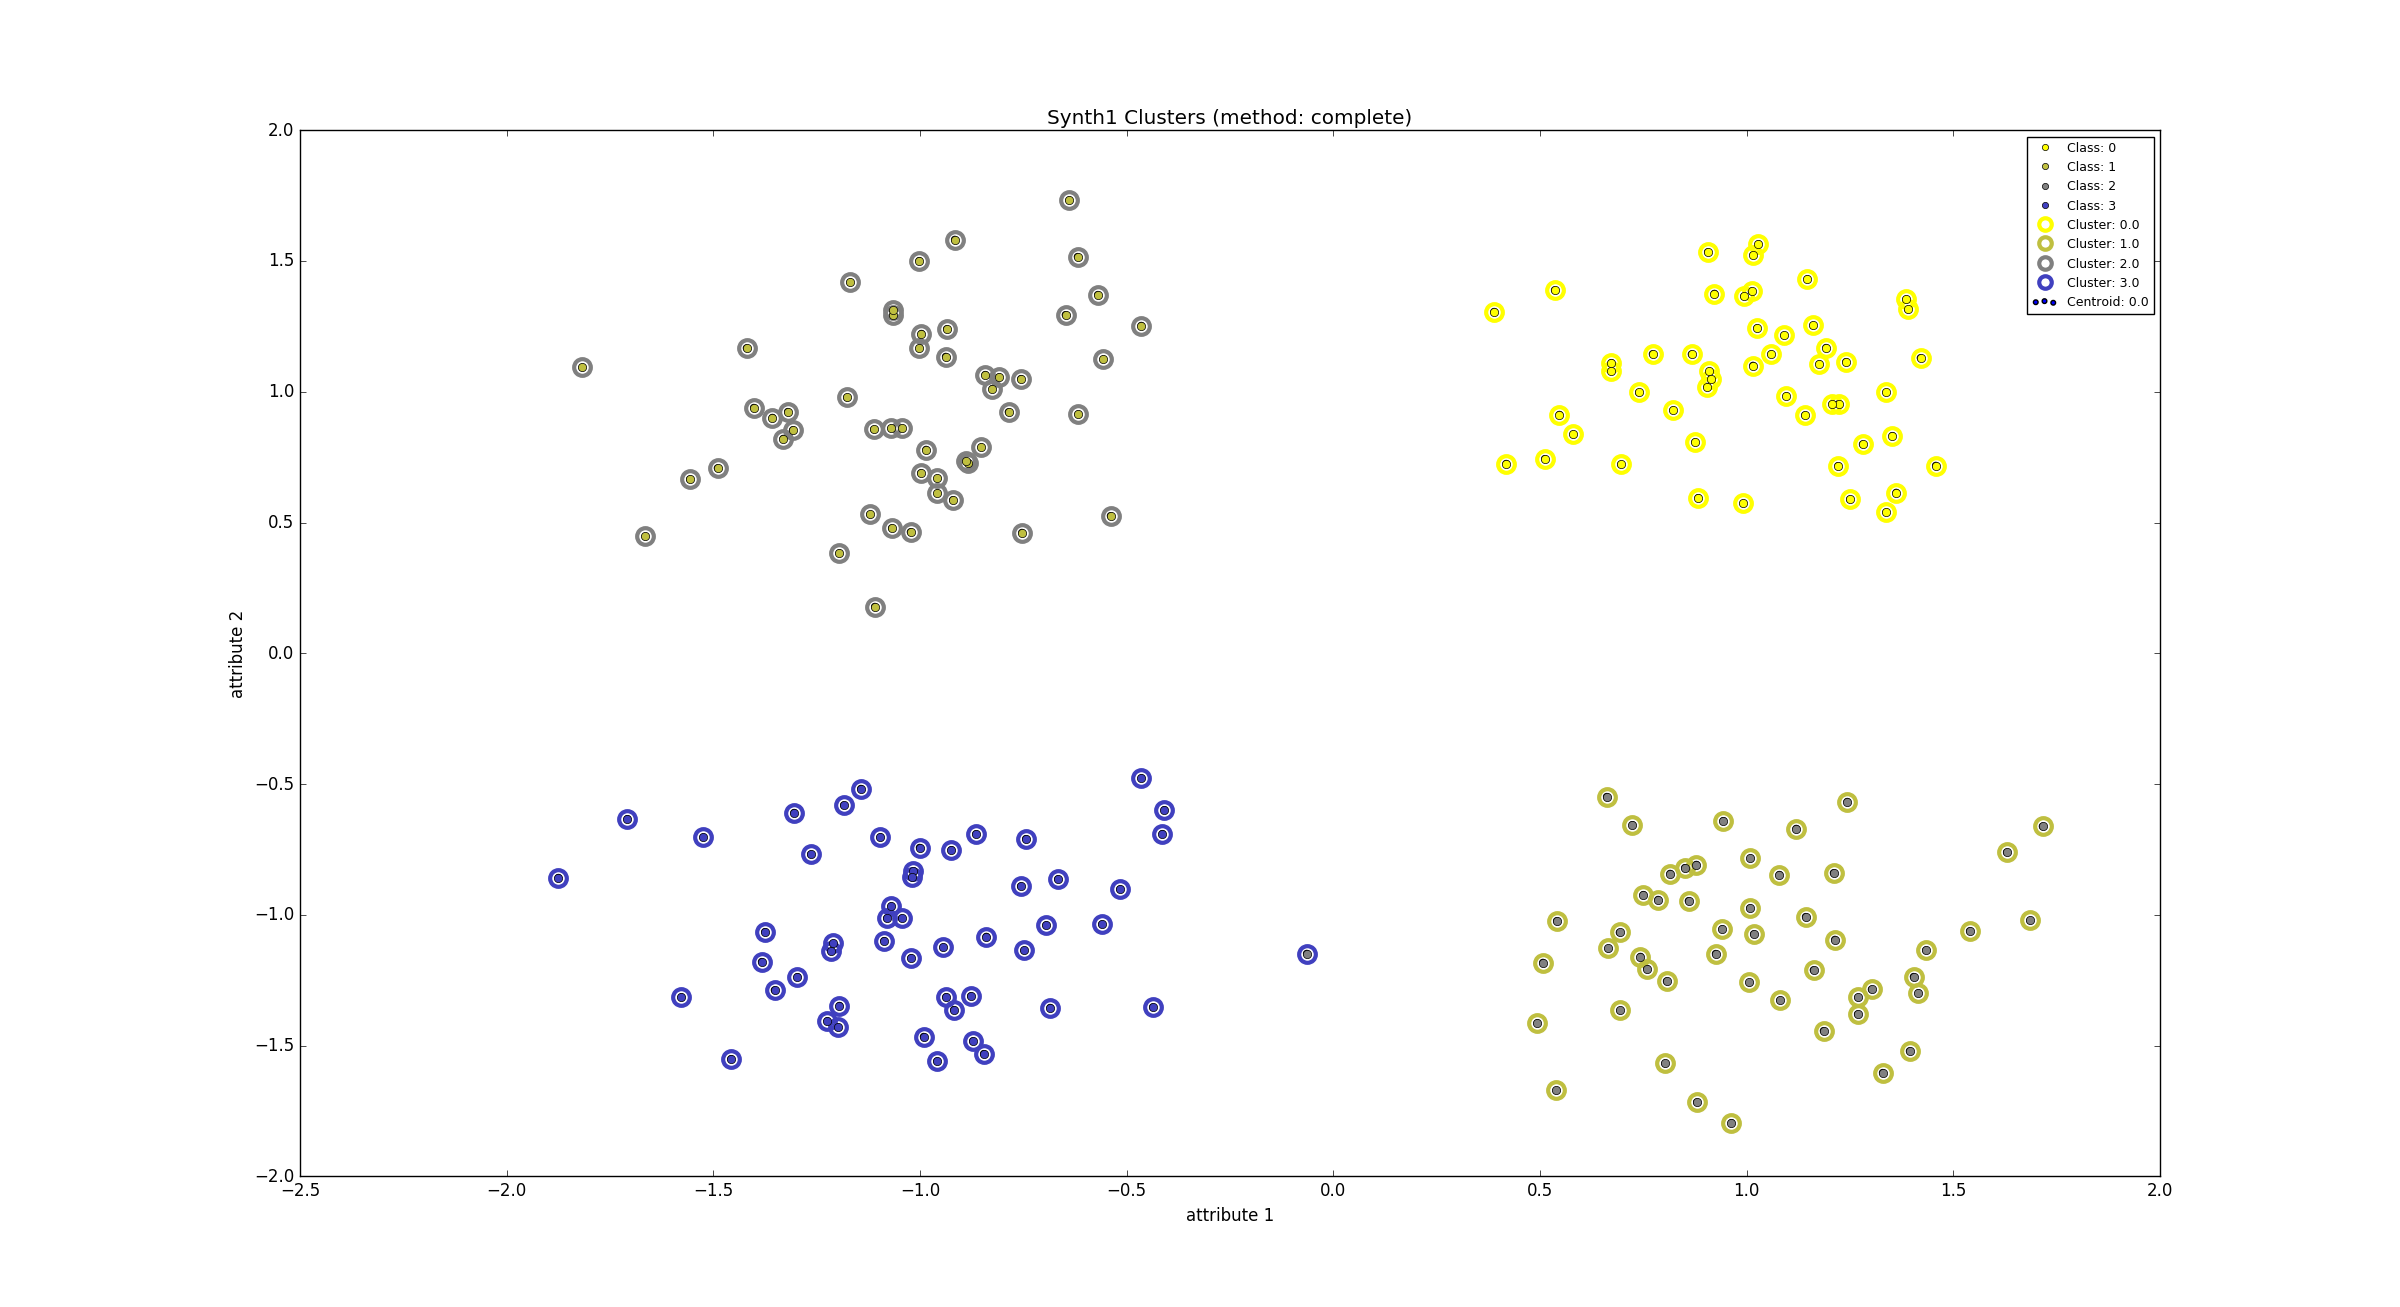 Synth1 Clusters (method: complete)
2.0
1.5
1.0
0.5
0.0
−0.5
−1.0
−1.5
−2.0
attribute 2
−2.5 −2.0 −1.5 −1.0 −0.5 0.0 0.5 1.0 1.5 2.0
attribute 1
Class: 0
Class: 1
Class: 2
Class: 3
Cluster: 0.0
Cluster: 1.0
Cluster: 2.0
Cluster: 3.0
Centroid: 0.0